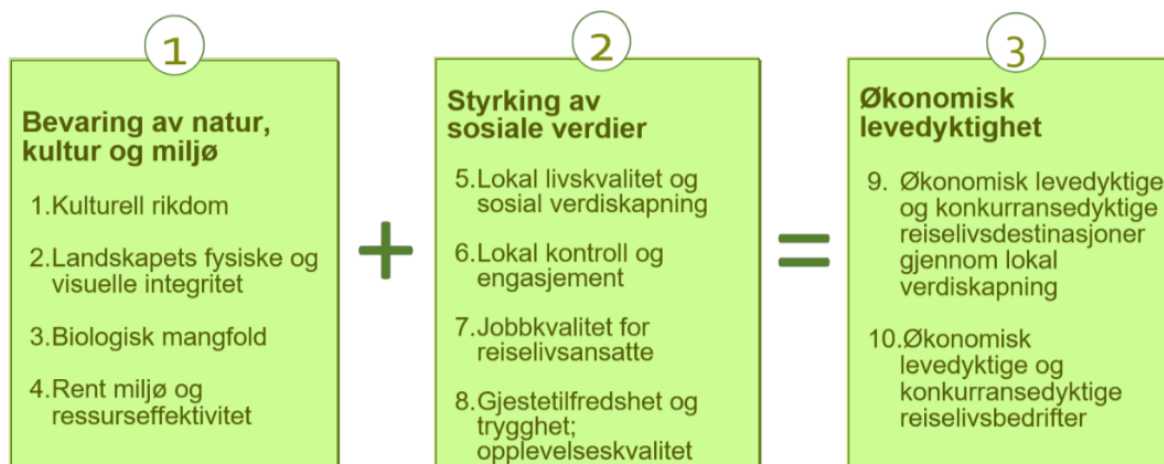 1
Bevaring av natur,
kultur og miljø
1.Kulturell rikdom
2.Landskapets fysiske og
visuelle integritet
3.Biologisk mangfold
4.Rent miljø og
ressurseffektivitet
+
2
Styrking av
sosiale verdier
5.Lokal livskvalitet og
sosial verdiskapning
6.Lokal kontroll og
engasjement
7.Jobbkvalitet for
reiselivsansatte
8.Gjestetilfredshet og
trygghet;
opplevelseskvalitet
=
3
Økonomisk
levedyktighet
9. Økonomisk levedyktige
og konkurransedyktige
reiselivsdestinasjoner
gjennom lokal
verdiskapning
10.Økonomisk
levedyktige og
konkurransedyktige
reiselivsbedrifter